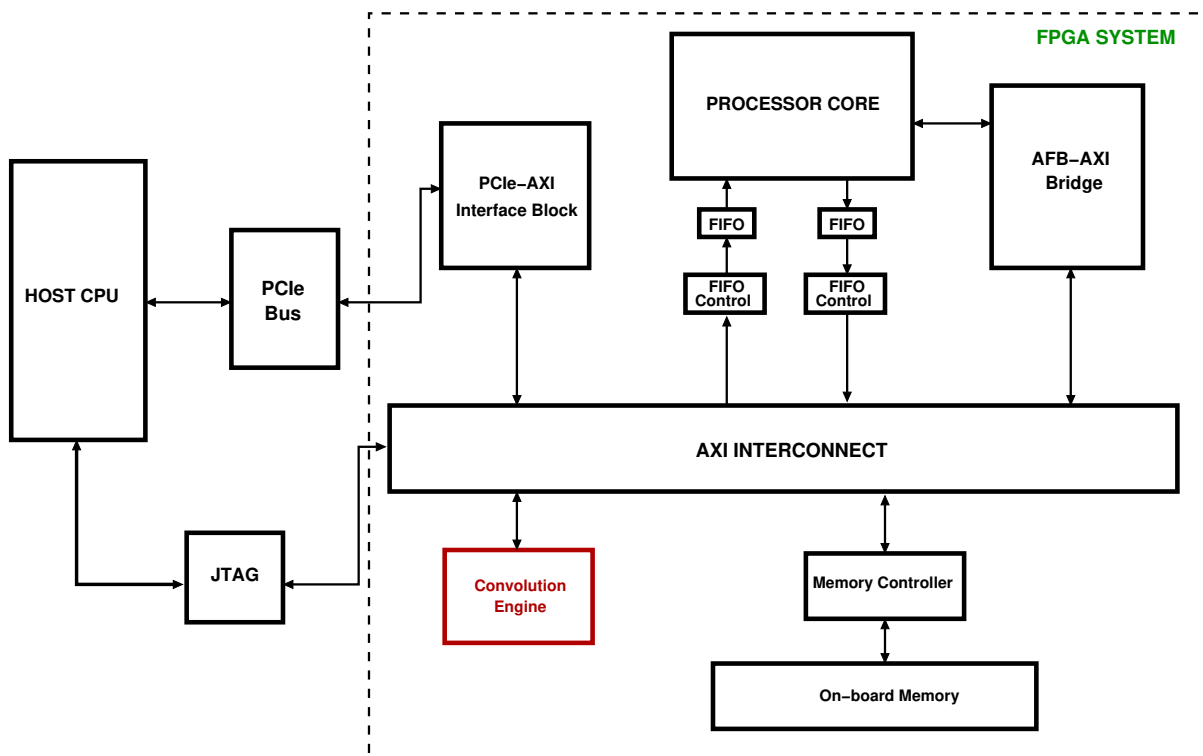 FPGA SYSTEM
PROCESSOR CORE
AFB−AXI
Bridge
PCIe−AXI
Interface Block
FIFO
FIFO
HOST CPU
PCIe
Bus
FIFO
Control
FIFO
Control
AXI INTERCONNECT
JTAG
Convolution
Engine
Memory Controller
On−board Memory